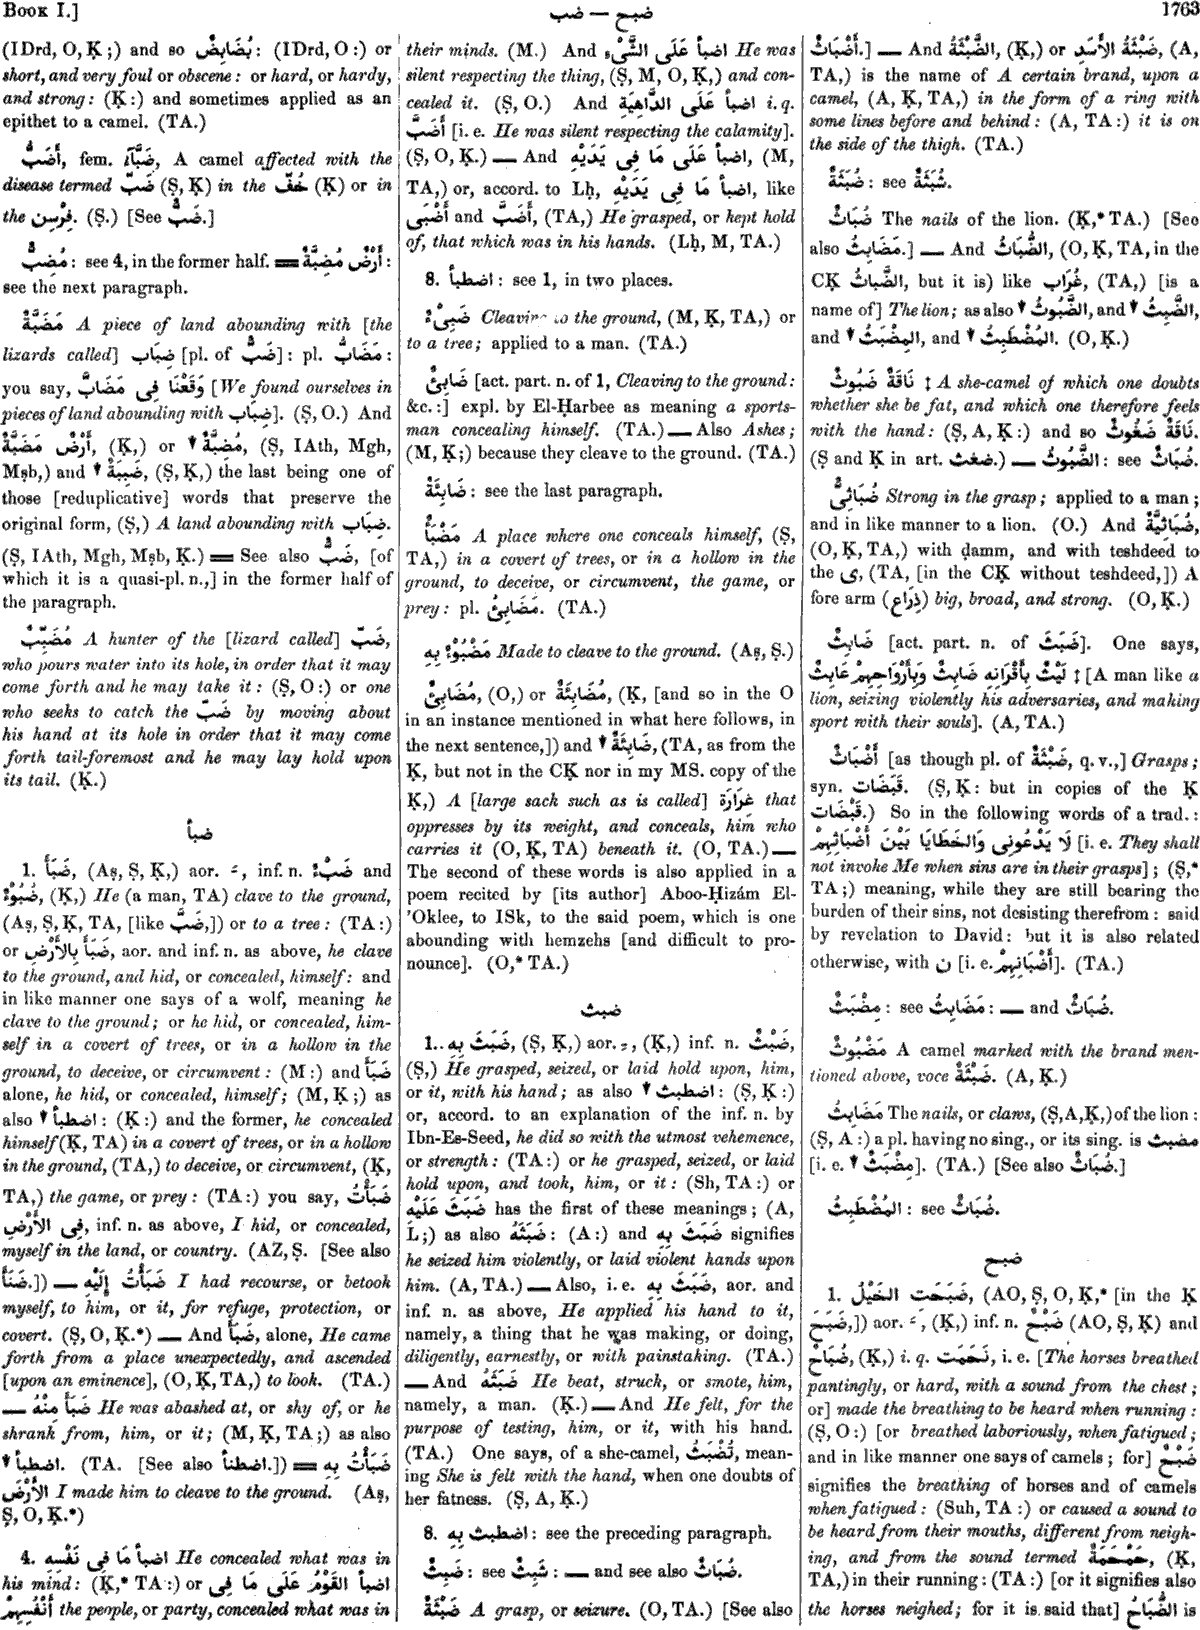 BOOK I.]
ضب — ضبح
1763
(IDrd, O, Ḳ;) and so بُضَابِضٌ: (IDrd, O:) or
short, and very foul or obscene: or hard, or hardy,
and strong: (Ḳ:) and sometimes applied as an
epithet to a camel. (TA.)
أَضَبُّ, fem. ضَبَّآءُ, A camel affected with the
disease termed ضَبّ (Ṣ, Ḳ) in the خُفّ (Ḳ) or in
the فِرْسِن. (Ṣ.) [See ضَبٌّ.]
مُضِبٌّ: see 4, in the former half. ═ أَرْضٌ مُضِبَّةٌ:
see the next paragraph.
مَضَبَّةٌ A piece of land abounding with [the
lizards called] ضِبَاب [pl. of ضَبٌّ]: pl. مَضَابُّ:
you say, وَقَعْنَا فِى مَضَابَّ [We found ourselves in
pieces of land abounding with ضِبَاب]. (Ṣ, O.) And
أَرْضٌ مَضَبَّةٌ, (Ḳ,) or ▼ مُضِبَّةٌ, (Ṣ, IAth, Mgh,
Mṣb,) and ▼ ضَبِبَةٌ, (Ṣ, Ḳ,) the last being one of
those [reduplicative] words that preserve the
original form, (Ṣ,) A land abounding with ضِبَاب.
(Ṣ, IAth, Mgh, Mṣb, Ḳ.) ═ See also ضَبٌّ, [of
which it is a quasi-pl. n.,] in the former half of
the paragraph.
مُضَبِّبٌ A hunter of the [lizard called] ضَبّ,
who pours water into its hole, in order that it may
come forth and he may take it: (Ṣ, O:) or one
who seeks to catch the ضَبّ by moving about
his hand at its hole in order that it may come
forth tail-foremost and he may lay hold upon
its tail. (Ḳ.)
ضبأ
1. ضَبَأَ, (Aṣ, Ṣ, Ḳ,) aor. ـَ, inf. n. ضَبْءٌ and
ضُبُوْءٌ, (Ḳ,) He (a man, TA) clave to the ground,
(Aṣ, Ṣ, Ḳ, TA, [like ضَبَّ,]) or to a tree: (TA:)
or ضَبَأَ بِالأَرْضِ, aor. and inf. n. as above, he clave
to the ground, and hid, or concealed, himself: and
in like manner one says of a wolf, meaning he
clave to the ground; or he hid, or concealed, him-
self in a covert of trees, or in a hollow in the
ground, to deceive, or circumvent: (M:) and ضَبَأَ
alone, he hid, or concealed, himself; (M, Ḳ;) as
also ▼ اضطبأ: (Ḳ:) and the former, he concealed
himself (Ḳ, TA) in a covert of trees, or in a hollow
in the ground, (TA,) to deceive, or circumvent, (Ḳ,
TA,) the game, or prey: (TA:) you say, ضَبَأْتُ
فِى الأَرْضِ, inf. n. as above, I hid, or concealed,
myself in the land, or country. (AZ, Ṣ. [See also
ضَنَأَ.]) — ضَبَأْتُ إِلَيْهِ I had recourse, or betook
myself, to him, or it, for refuge, protection, or
covert. (Ṣ, O, Ḳ.*) — And ضَبَأَ, alone, He came
forth from a place unexpectedly, and ascended
[upon an eminence], (O, Ḳ, TA,) to look. (TA.)
— ضَبَأَ مِنْهُ He was abashed at, or shy of, or he
shrank from, him, or it; (M, Ḳ, TA;) as also
▼ اضطبأ. (TA. [See also اضطنأ.]) ═ ضَبَأْتُ بِهِ
الأَرْضَ I made him to cleave to the ground. (Aṣ,
Ṣ, O, Ḳ.*)
4. اضبأ مَا فِى نَفْسِهِ He concealed what was in
his mind: (Ḳ,* TA:) or اضبأ القَوْمُ عَلَى مَا فِى
أَنْفُسِهِمْ the people, or party, concealed what was in
their minds. (M.) And اضبأ عَلَى الشَّىْءِ He was
silent respecting the thing, (Ṣ, M, O, Ḳ,) and con-
cealed it. (Ṣ, O.) And اضبأ عَلَى الدَّاهِيَةِ i. q.
أَضَبَّ [i. e. He was silent respecting the calamity].
(Ṣ, O, Ḳ.) — And اضبأ عَلَى مَا فِى يَدَيْهِ, (M,
TA,) or, accord. to Lḥ, اضبأ مَا فِى يَدَيْهِ, like
أَضْبَى and أَضَبَّ, (TA,) He grasped, or kept hold
of, that which was in his hands. (Lḥ, M, TA.)
8. اضطبأ: see 1, in two places.
ضَبِىْءٌ Cleaving to the ground, (M, Ḳ, TA,) or
to a tree; applied to a man. (TA.)
ضَابِئٌ [act. part. n. of 1, Cleaving to the ground:
&c.:] expl. by El-Ḥarbee as meaning a sports-
man concealing himself. (TA.) — Also Ashes;
(M, Ḳ;) because they cleave to the ground. (TA.)
ضَابِئَةٌ: see the last paragraph.
مَضْبَأٌ A place where one conceals himself, (Ṣ,
TA,) in a covert of trees, or in a hollow in the
ground, to deceive, or circumvent, the game, or
prey: pl. مَضَابِئُ. (TA.)
مَضْبُوْءٌ بِهِ Made to cleave to the ground. (Aṣ, Ṣ.)
مُضَابِئٌ, (O,) or مُضَابِئَةٌ, (Ḳ, [and so in the O
in an instance mentioned in what here follows, in
the next sentence,]) and ▼ ضَابِئَةٌ, (TA, as from the
Ḳ, but not in the CḲ nor in my MS. copy of the
Ḳ,) A [large sack such as is called] غِرَارَة that
oppresses by its weight, and conceals, him who
carries it (O, Ḳ, TA) beneath it. (O, TA.) —
The second of these words is also applied in a
poem recited by [its author] Aboo-Ḥizám El-
'Oklee, to ISk, to the said poem, which is one
abounding with hemzehs [and difficult to pro-
nounce]. (O,* TA.)
ضبث
1. ضَبَثَ بِهِ, (Ṣ, Ḳ,) aor. ـِ, (Ḳ,) inf. n. ضَبْثٌ,
(Ṣ,) He grasped, seized, or laid hold upon, him,
or it, with his hand; as also ▼ اضطبث: (Ṣ, Ḳ:)
or, accord. to an explanation of the inf. n. by
Ibn-Es-Seed, he did so with the utmost vehemence,
or strength: (TA:) or he grasped, seized, or laid
hold upon, and took, him, or it: (Sh, TA:) or
ضَبَثَ عَلَيْهِ has the first of these meanings; (A,
L;) as also ضَبَثَهُ: (A:) and ضَبَثَ بِهِ signifies
he seized him violently, or laid violent hands upon
him. (A, TA.) — Also, i. e. ضَبَثَ بِهِ, aor. and
inf. n. as above, He applied his hand to it,
namely, a thing that he was making, or doing,
diligently, earnestly, or with painstaking. (TA.)
— And ضَبَثَهُ He beat, struck, or smote, him,
namely, a man. (Ḳ.) — And He felt, for the
purpose of testing, him, or it, with his hand.
(TA.) One says, of a she-camel, تُضْبَثُ, mean-
ing She is felt with the hand, when one doubts of
her fatness. (Ṣ, A, Ḳ.)
8. اضطبث بِهِ: see the preceding paragraph.
ضَبِثٌ: see شَبِثٌ: — and see also ضُبَاثٌ.
ضَبْثَةٌ A grasp, or seizure. (O, TA.) [See also
أَضْبَاثٌ.] — And الضَّبْثَةُ, (Ḳ,) or ضَبْثَةُ الأَسَدِ, (A,
TA,) is the name of A certain brand, upon a
camel, (A, Ḳ, TA,) in the form of a ring with
some lines before and behind: (A, TA:) it is on
the side of the thigh. (TA.)
ضُبَثَةٌ: see شُبَثَةٌ.
ضُبَاثٌ The nails of the lion. (Ḳ,* TA.) [See
also مَضَابِثُ.] — And الضُّبَاثُ, (O, Ḳ, TA, in the
CḲ الضَّباثُ, but it is) like غُرَاب, (TA,) [is a
name of] The lion; as also ▼ الضَّبُوثُ, and ▼ الضَّبِثُ,
and ▼ المِضْبَثُ, and ▼ المُضْطَبِثُ. (O, Ḳ.)
نَاقَةٌ ضَبُوثٌ ‡ A she-camel of which one doubts
whether she be fat, and which one therefore feels
with the hand: (Ṣ, A, Ḳ:) and so نَاقَةٌ ضَغُوثٌ.
(Ṣ and Ḳ in art. ضغث.) — الضَّبُوثُ: see ضُبَاثٌ.
ضُبَاثِىٌّ Strong in the grasp; applied to a man;
and in like manner to a lion. (O.) And ضُبَاثِيَّةٌ,
(O, Ḳ, TA,) with ḍamm, and with teshdeed to
the ى, (TA, [in the CḲ without teshdeed,]) A
fore arm (ذِرَاع) big, broad, and strong. (O, Ḳ.)
ضَابِثٌ [act. part. n. of ضَبَثَ]. One says,
لَيْثٌ بِأَقْرَانِهِ ضَابِثٌ وَبِأَرْوَاحِهِمْ عَابِثٌ ‡ [A man like a
lion, seizing violently his adversaries, and making
sport with their souls]. (A, TA.)
أَضْبَاثٌ [as though pl. of ضَبْثَةٌ, q. v.,] Grasps;
syn. قَبَضَات. (Ṣ, Ḳ: but in copies of the Ḳ
قَبْضَات.) So in the following words of a trad.:
لَا يَدْعُونِى وَالخَطَايَا بَيْنَ أَضْبَاثِهِمْ [i. e. They shall
not invoke Me when sins are in their grasps]; (Ṣ,*
TA;) meaning, while they are still bearing the
burden of their sins, not desisting therefrom: said
by revelation to David: but it is also related
otherwise, with ن [i. e. أَضْبَانِهِمْ]. (TA.)
مِضْبَثٌ: see مَضَابِثُ: — and ضُبَاثٌ.
مَضْبُوثٌ A camel marked with the brand men-
tioned above, voce ضَبْثَةٌ. (A, Ḳ.)
مَضَابِثُ The nails, or claws, (Ṣ, A, Ḳ,) of the lion:
(Ṣ, A:) a pl. having no sing., or its sing. is مضبث
[i. e. ▼ مِضْبَثٌ]. (TA.) [See also ضُبَاثٌ.]
المُضْطَبِثُ: see ضُبَاثٌ.
ضبح
1. ضَبَحَتِ الخَيْلُ, (AO, Ṣ, O, Ḳ,* [in the Ḳ
ضَبَحَ,]) aor. ـَ, (Ḳ,) inf. n. ضَبْحٌ (AO, Ṣ, Ḳ) and
ضُبَاحٌ, (Ḳ,) i. q. نَحَمَتْ, i. e. [The horses breathed
pantingly, or hard, with a sound from the chest;
or] made the breathing to be heard when running:
(Ṣ, O:) [or breathed laboriously, when fatigued;
and in like manner one says of camels; for] ضَبْحٌ
signifies the breathing of horses and of camels
when fatigued: (Suh, TA:) or caused a sound to
be heard from their mouths, different from neigh-
ing, and from the sound termed حَمْحَمَةٌ, (Ḳ,
TA,) in their running: (TA:) [or it signifies also
the horses neighed; for it is said that] الضُّبَاحُ is